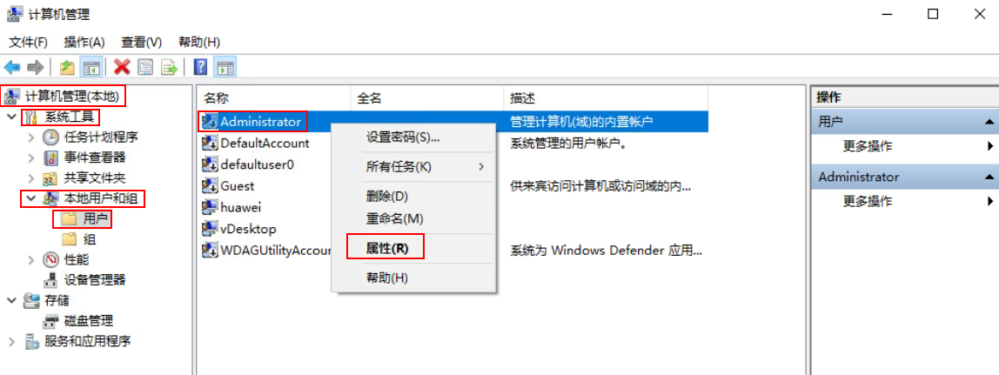 计算机管理
文件(F) 操作(A) 查看(V) 帮助(H)
计算机管理(本地)
系统工具
任务计划程序
事件查看器
共享文件夹
本地用户和组
用户
组
性能
设备管理器
存储
磁盘管理
服务和应用程序
名称 全名 描述
Administrator 管理计算机(域)的内置帐户
DefaultAccount 系统管理的用户帐户。
defaultuser0
Guest 供来宾访问计算机或访问域的内...
huawei
vDesktop
WDAGUtilityAccour 系统为 Windows Defender 应用...
设置密码(S)...
所有任务(K)
删除(D)
重命名(M)
属性(R)
帮助(H)
操作
用户
更多操作
Administrator
更多操作